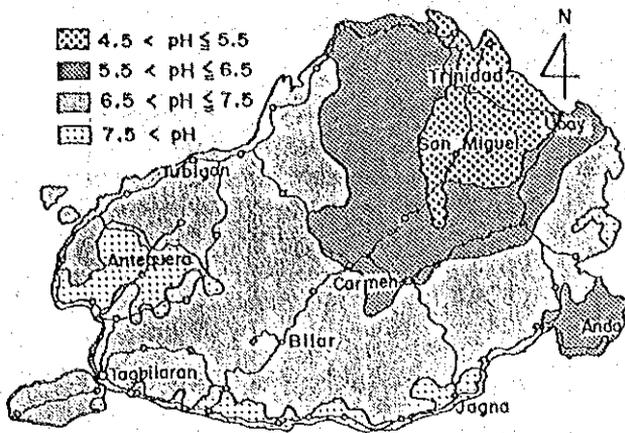 4.5 < pH ≦ 5.5
5.5 < pH ≦ 6.5
6.5 < pH ≦ 7.5
7.5 < pH
N
Trinidad
Ubay
San Miguel
Tubigon
Antequera
Carmen
Anda
Bilar
Tagbilaran
Jagna